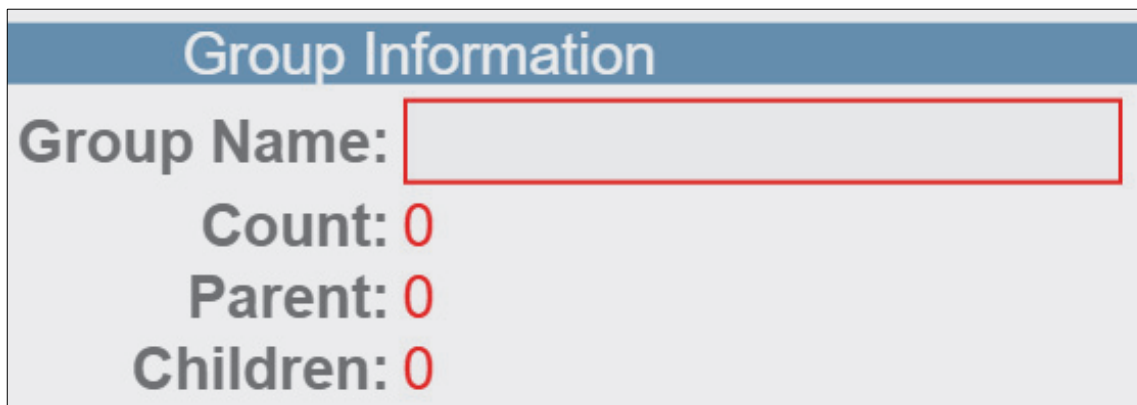 Group Information
Group Name:
Count: 0
Parent: 0
Children: 0